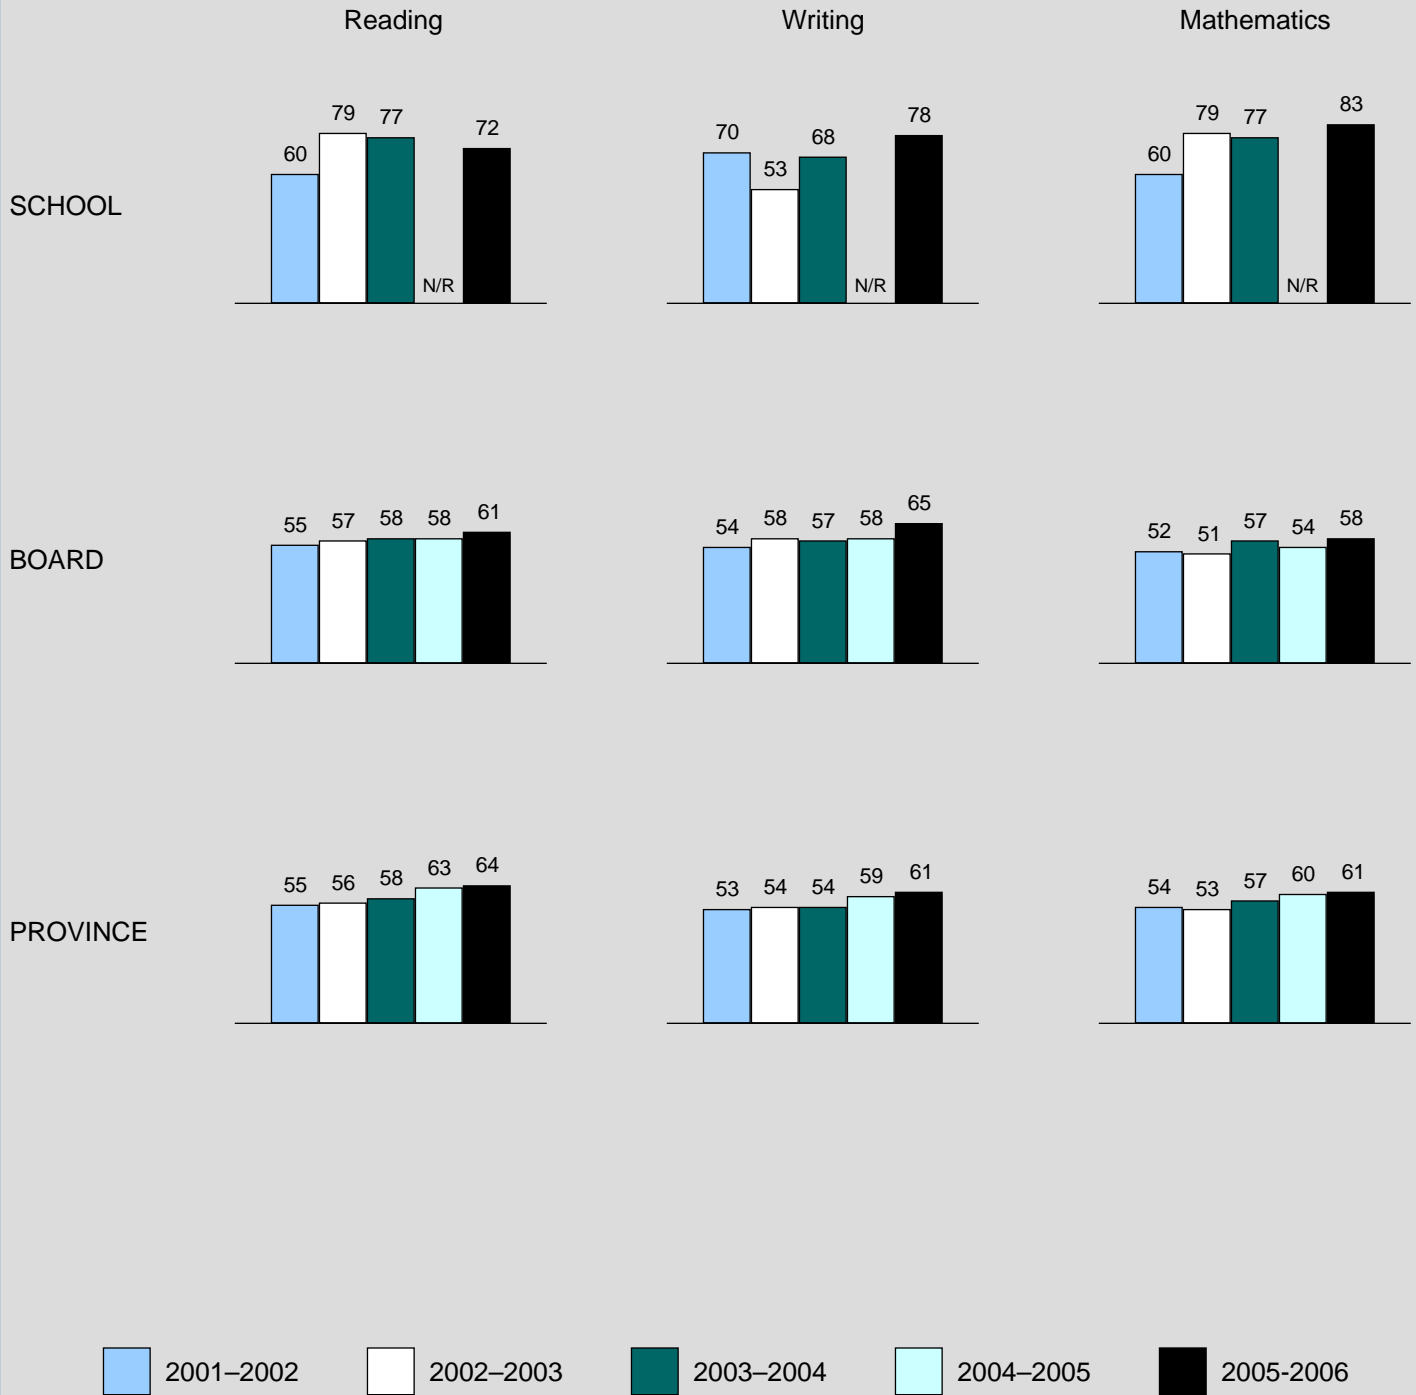 Reading Writing Mathematics
SCHOOL
60 79 77 N/R 72
70 53 68 N/R 78
60 79 77 N/R 83
BOARD
55 57 58 58 61
54 58 57 58 65
52 51 57 54 58
PROVINCE
55 56 58 63 64
53 54 54 59 61
54 53 57 60 61
2001–2002 2002–2003 2003–2004 2004–2005 2005-2006